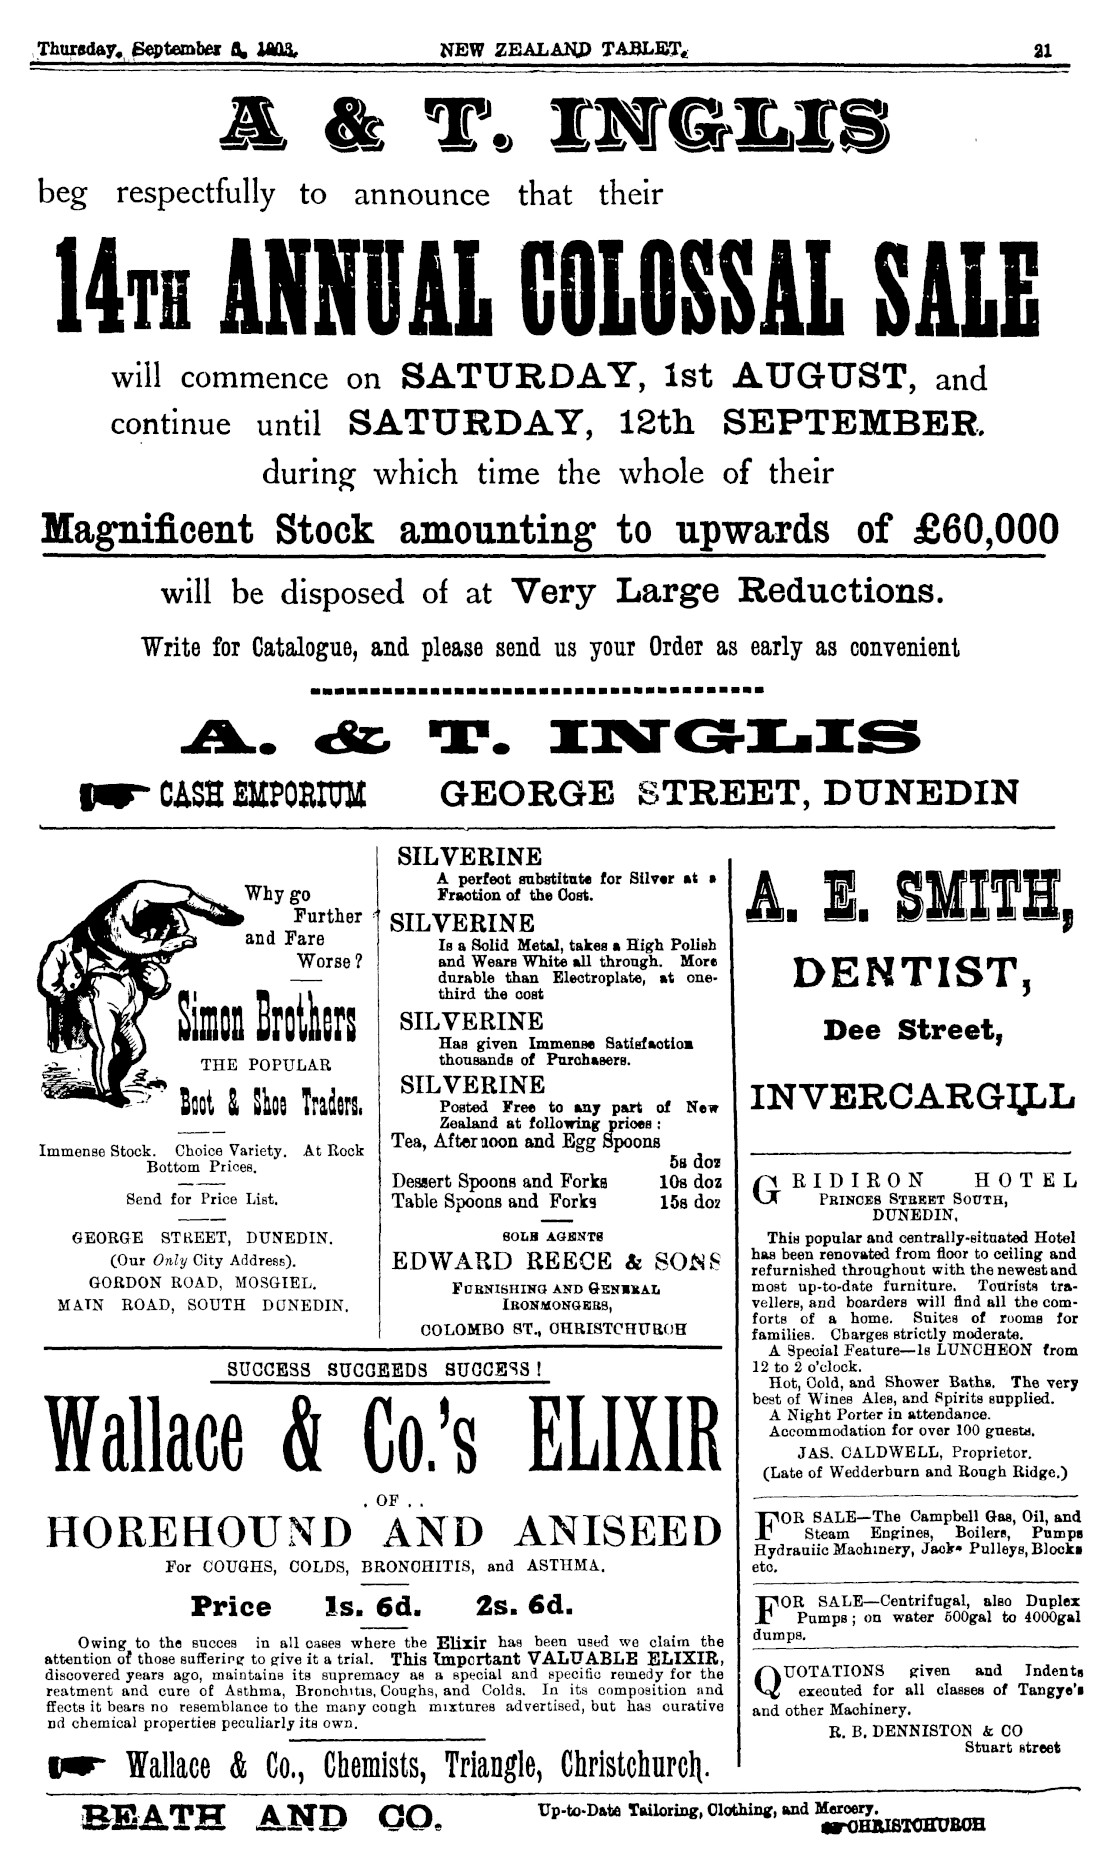 Thursday, September 3, 1903.
NEW ZEALAND TABLET.
21
A & T. INGLIS
beg respectfully to announce that their
14TH ANNUAL COLOSSAL SALE
will commence on SATURDAY, 1st AUGUST, and
continue until SATURDAY, 12th SEPTEMBER.
during which time the whole of their
Magnificent Stock amounting to upwards of £60,000
will be disposed of at Very Large Reductions.
Write for Catalogue, and please send us your Order as early as convenient
A. & T. INGLIS
CASH EMPORIUM GEORGE STREET, DUNEDIN
Why go
Further
and Fare
Worse?
Simon Brothers
THE POPULAR
Boot & Shoe Traders.
Immense Stock. Choice Variety. At Rock
Bottom Prices.
Send for Price List.
GEORGE STREET, DUNEDIN.
(Our Only City Address).
GORDON ROAD, MOSGIEL.
MAIN ROAD, SOUTH DUNEDIN.
SILVERINE
A perfect substitute for Silver at a
Fraction of the Cost.
SILVERINE
Is a Solid Metal, takes a High Polish
and Wears White all through. More
durable than Electroplate, at one-
third the cost
SILVERINE
Has given Immense Satisfaction
thousands of Purchasers.
SILVERINE
Posted Free to any part of New
Zealand at following prices :
Tea, Afternoon and Egg Spoons
5s doz
Dessert Spoons and Forks 10s doz
Table Spoons and Forks 15s doz
SOLE AGENTS
EDWARD REECE & SONS
FURNISHING AND GENERAL
IRONMONGERS,
COLOMBO ST., CHRISTCHURCH
SUCCESS SUCCEEDS SUCCESS!
Wallace & Co.'s ELIXIR
. OF . .
HOREHOUND AND ANISEED
For COUGHS, COLDS, BRONCHITIS, and ASTHMA.
Price 1s. 6d. 2s. 6d.
Owing to the succes in all cases where the Elixir has been used we claim the
attention of those suffering to give it a trial. This Important VALUABLE ELIXIR,
discovered years ago, maintains its supremacy as a special and specific remedy for the
reatment and cure of Asthma, Bronchitis, Coughs, and Colds. In its composition and
ffects it bears no resemblance to the many cough mixtures advertised, but has curative
nd chemical properties peculiarly its own.
Wallace & Co., Chemists, Triangle, Christchurch.
A. E. SMITH,
DENTIST,
Dee Street,
INVERCARGILL
GRIDIRON HOTEL
PRINCES STREET SOUTH,
DUNEDIN.
This popular and centrally-situated Hotel
has been renovated from floor to ceiling and
refurnished throughout with the newest and
most up-to-date furniture. Tourists tra-
vellers, and boarders will find all the com-
forts of a home. Suites of rooms for
families. Charges strictly moderate.
A Special Feature—1s LUNCHEON from
12 to 2 o'clock.
Hot, Cold, and Shower Baths. The very
best of Wines Ales, and Spirits supplied.
A Night Porter in attendance.
Accommodation for over 100 guests.
JAS. CALDWELL, Proprietor.
(Late of Wedderburn and Rough Ridge.)
FOR SALE—The Campbell Gas, Oil, and
Steam Engines, Boilers, Pumps
Hydraulic Machinery, Jacks Pulleys, Blocks
etc.
FOR SALE—Centrifugal, also Duplex
Pumps; on water 500gal to 4000gal
dumps.
QUOTATIONS given and Indents
executed for all classes of Tangye's
and other Machinery.
R. B. DENNISTON & CO
Stuart street
BEATH AND CO.
Up-to-Date Tailoring, Clothing, and Mercery.
CHRISTCHURCH